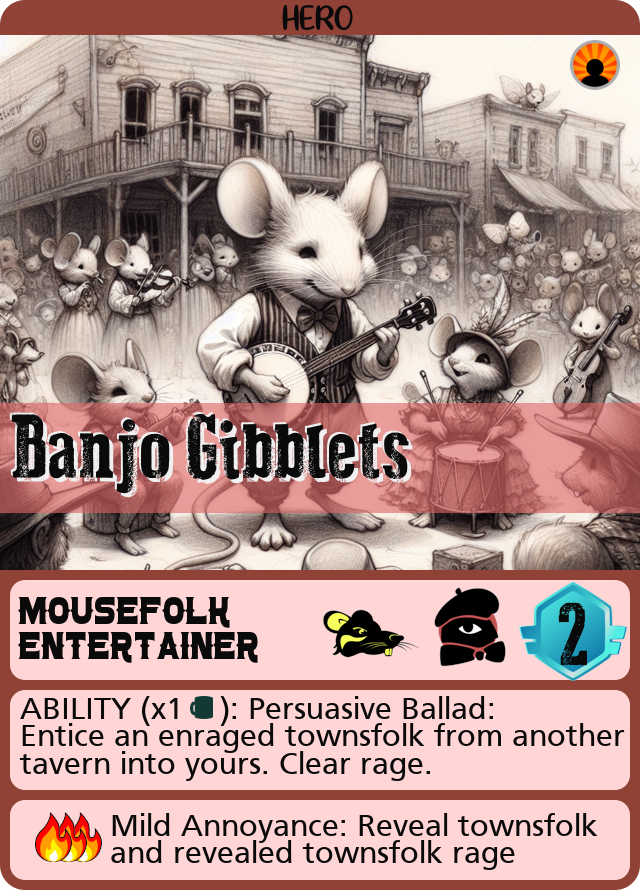 HERO
Banjo Gibblets
MOUSEFOLK
ENTERTAINER
2
ABILITY (x1 ): Persuasive Ballad:
Entice an enraged townsfolk from another
tavern into yours. Clear rage.
Mild Annoyance: Reveal townsfolk
and revealed townsfolk rage